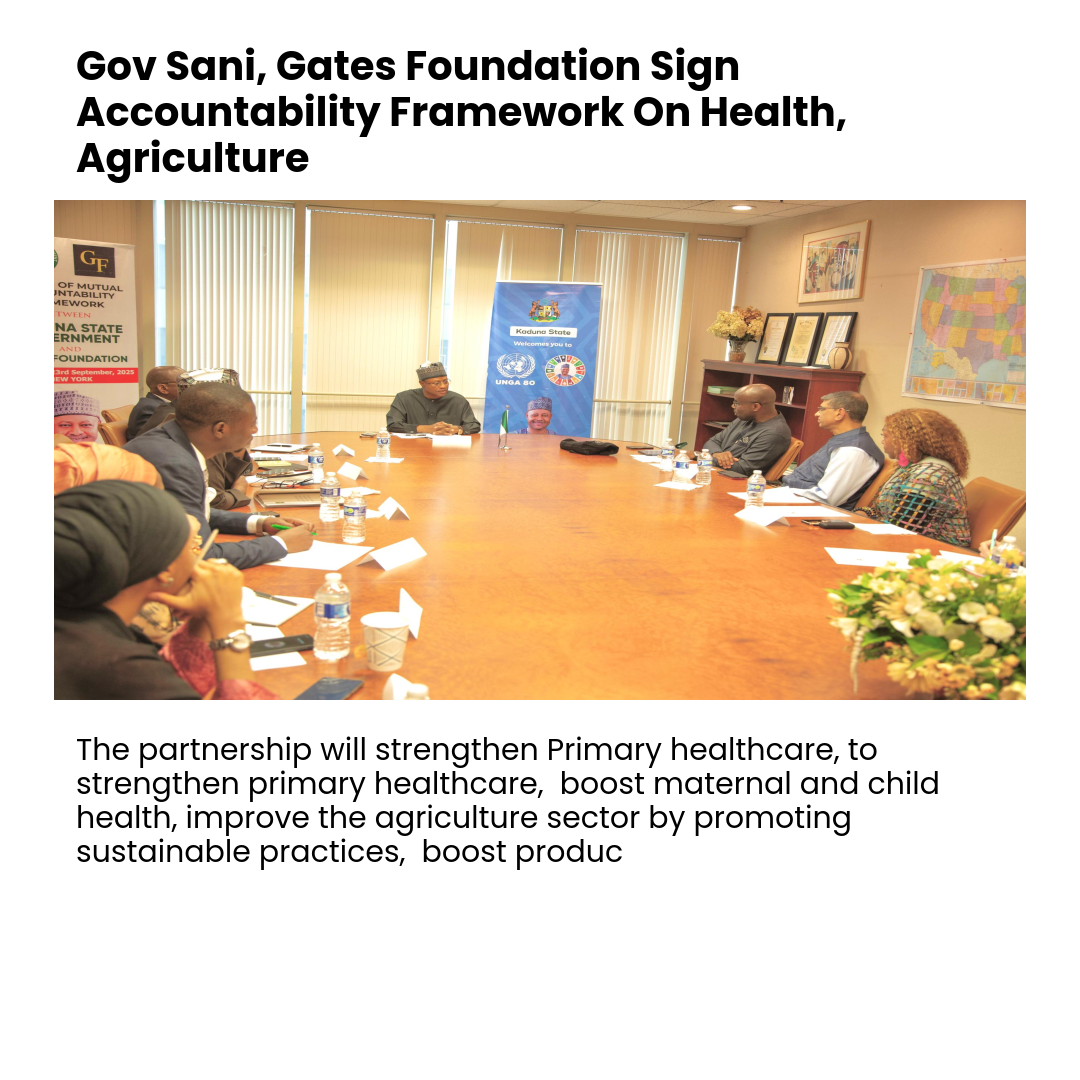 Gov Sani, Gates Foundation Sign
Accountability Framework On Health,
Agriculture
GF
OF MUTUAL
NTABILITY
MEWORK
TWEEN
NA STATE
ERNMENT
AND
FOUNDATION
23rd September, 2025
NEW YORK
Kaduna State
Welcomes you to
UNGA 80
The partnership will strengthen Primary healthcare, to
strengthen primary healthcare,  boost maternal and child
health, improve the agriculture sector by promoting
sustainable practices,  boost produc